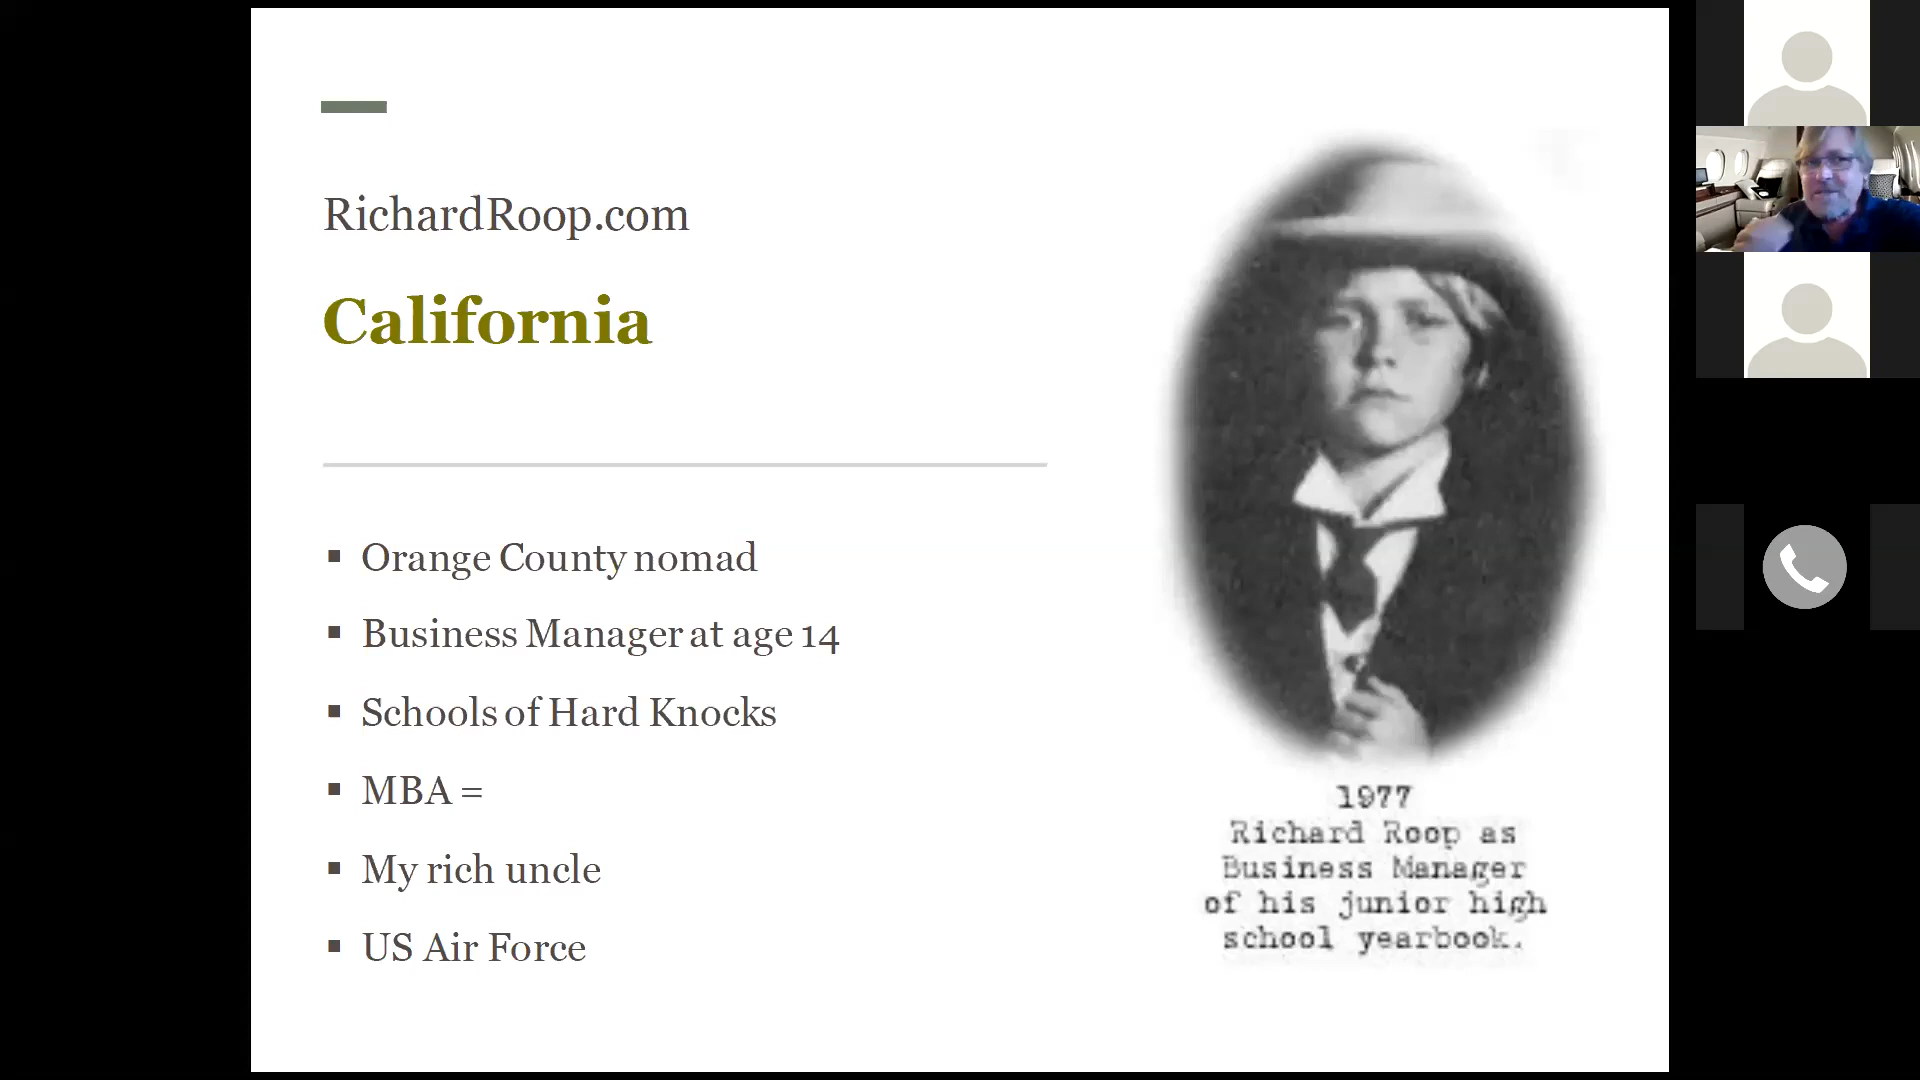 RichardRoop.com
California
Orange County nomad
Business Manager at age 14
Schools of Hard Knocks
MBA =
My rich uncle
US Air Force
1977
Richard Roop as
Business Manager
of his junior high
school yearbook.